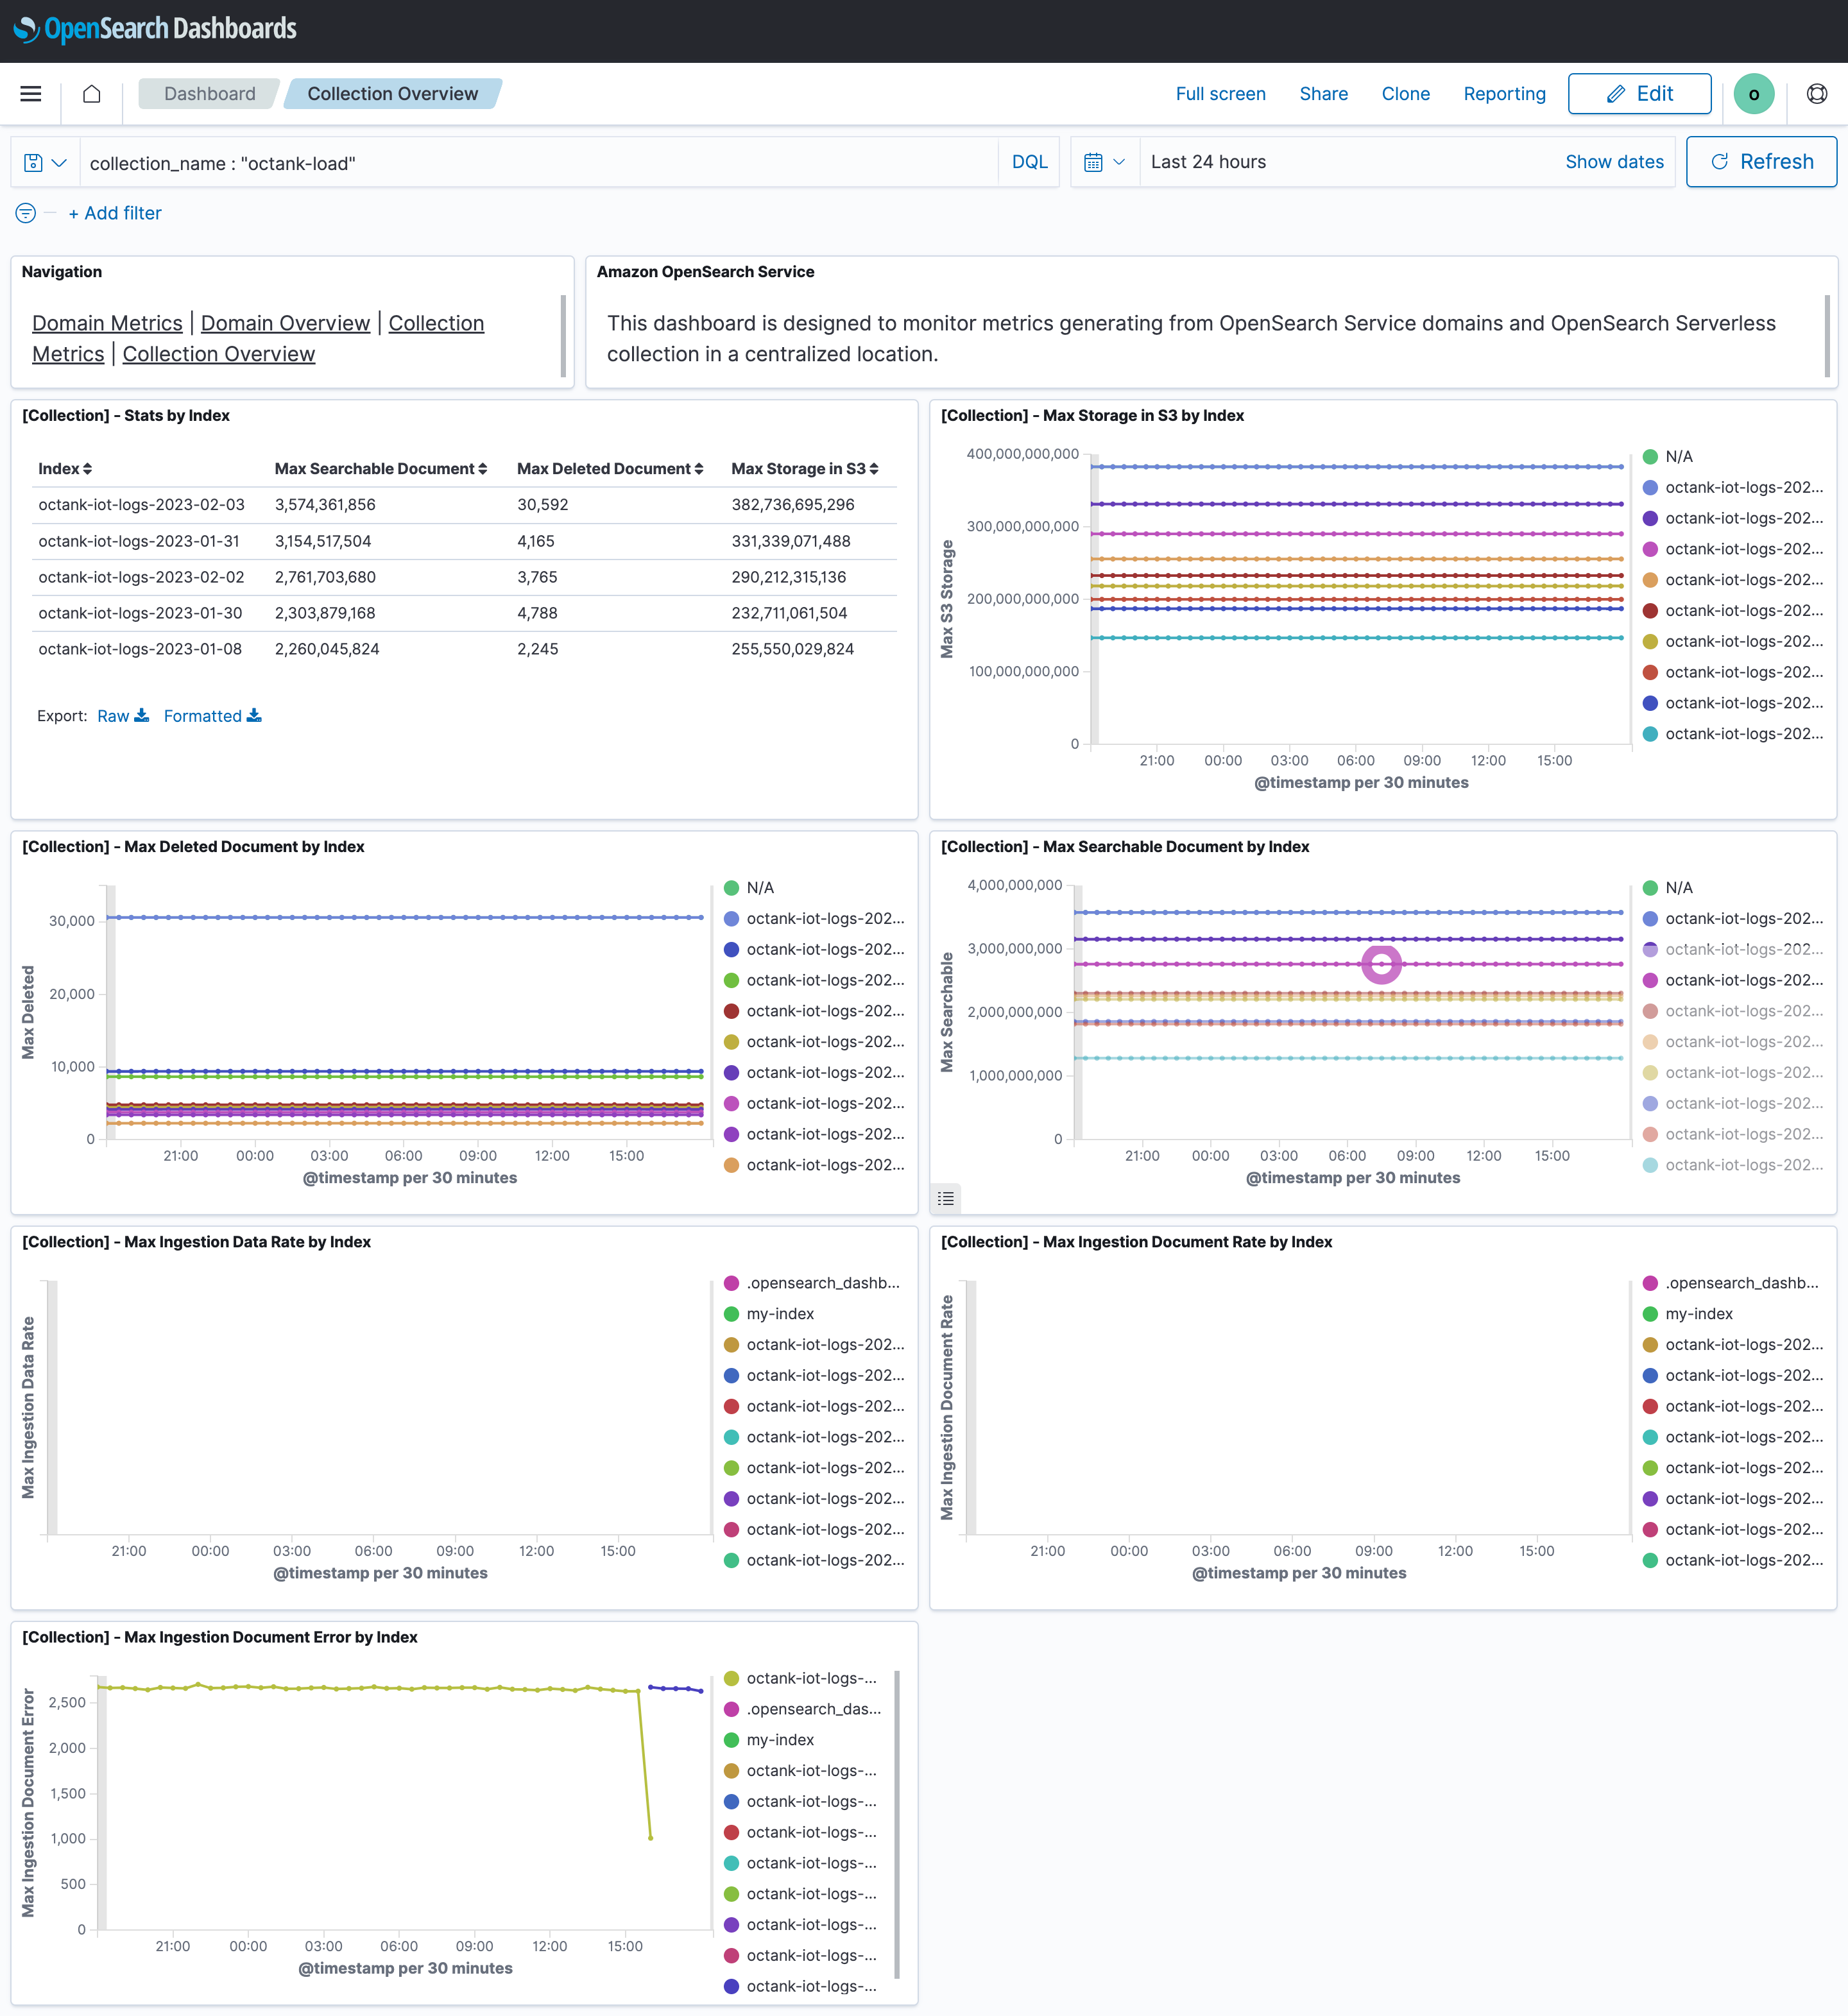 OpenSearch Dashboards
Dashboard
Collection Overview
Full screen
Share
Clone
Reporting
Edit
o
collection_name : "octank-load"
DQL
Last 24 hours
Show dates
Refresh
+ Add filter
Navigation
Domain Metrics | Domain Overview | Collection
Metrics | Collection Overview
Amazon OpenSearch Service
This dashboard is designed to monitor metrics generating from OpenSearch Service domains and OpenSearch Serverless
collection in a centralized location.
[Collection] - Stats by Index
Index Max Searchable Document Max Deleted Document Max Storage in S3
octank-iot-logs-2023-02-03 3,574,361,856 30,592 382,736,695,296
octank-iot-logs-2023-01-31 3,154,517,504 4,165 331,339,071,488
octank-iot-logs-2023-02-02 2,761,703,680 3,765 290,212,315,136
octank-iot-logs-2023-01-30 2,303,879,168 4,788 232,711,061,504
octank-iot-logs-2023-01-08 2,260,045,824 2,245 255,550,029,824
Export: Raw Formatted
[Collection] - Max Storage in S3 by Index
Max S3 Storage
400,000,000,000
300,000,000,000
200,000,000,000
100,000,000,000
0
21:00 00:00 03:00 06:00 09:00 12:00 15:00
@timestamp per 30 minutes
N/A
octank-iot-logs-202...
octank-iot-logs-202...
octank-iot-logs-202...
octank-iot-logs-202...
octank-iot-logs-202...
octank-iot-logs-202...
octank-iot-logs-202...
octank-iot-logs-202...
octank-iot-logs-202...
[Collection] - Max Deleted Document by Index
Max Deleted
30,000
20,000
10,000
0
21:00 00:00 03:00 06:00 09:00 12:00 15:00
@timestamp per 30 minutes
N/A
octank-iot-logs-202...
octank-iot-logs-202...
octank-iot-logs-202...
octank-iot-logs-202...
octank-iot-logs-202...
octank-iot-logs-202...
octank-iot-logs-202...
octank-iot-logs-202...
octank-iot-logs-202...
[Collection] - Max Searchable Document by Index
Max Searchable
4,000,000,000
3,000,000,000
2,000,000,000
1,000,000,000
0
21:00 00:00 03:00 06:00 09:00 12:00 15:00
@timestamp per 30 minutes
N/A
octank-iot-logs-202...
octank-iot-logs-202...
octank-iot-logs-202...
octank-iot-logs-202...
octank-iot-logs-202...
octank-iot-logs-202...
octank-iot-logs-202...
octank-iot-logs-202...
octank-iot-logs-202...
[Collection] - Max Ingestion Data Rate by Index
Max Ingestion Data Rate
21:00 00:00 03:00 06:00 09:00 12:00 15:00
@timestamp per 30 minutes
.opensearch_dashb...
my-index
octank-iot-logs-202...
octank-iot-logs-202...
octank-iot-logs-202...
octank-iot-logs-202...
octank-iot-logs-202...
octank-iot-logs-202...
octank-iot-logs-202...
octank-iot-logs-202...
[Collection] - Max Ingestion Document Rate by Index
Max Ingestion Document Rate
21:00 00:00 03:00 06:00 09:00 12:00 15:00
@timestamp per 30 minutes
.opensearch_dashb...
my-index
octank-iot-logs-202...
octank-iot-logs-202...
octank-iot-logs-202...
octank-iot-logs-202...
octank-iot-logs-202...
octank-iot-logs-202...
octank-iot-logs-202...
octank-iot-logs-202...
[Collection] - Max Ingestion Document Error by Index
Max Ingestion Document Error
2,500
2,000
1,500
1,000
500
0
21:00 00:00 03:00 06:00 09:00 12:00 15:00
@timestamp per 30 minutes
octank-iot-logs-...
.opensearch_das...
my-index
octank-iot-logs-...
octank-iot-logs-...
octank-iot-logs-...
octank-iot-logs-...
octank-iot-logs-...
octank-iot-logs-...
octank-iot-logs-...
octank-iot-logs-...